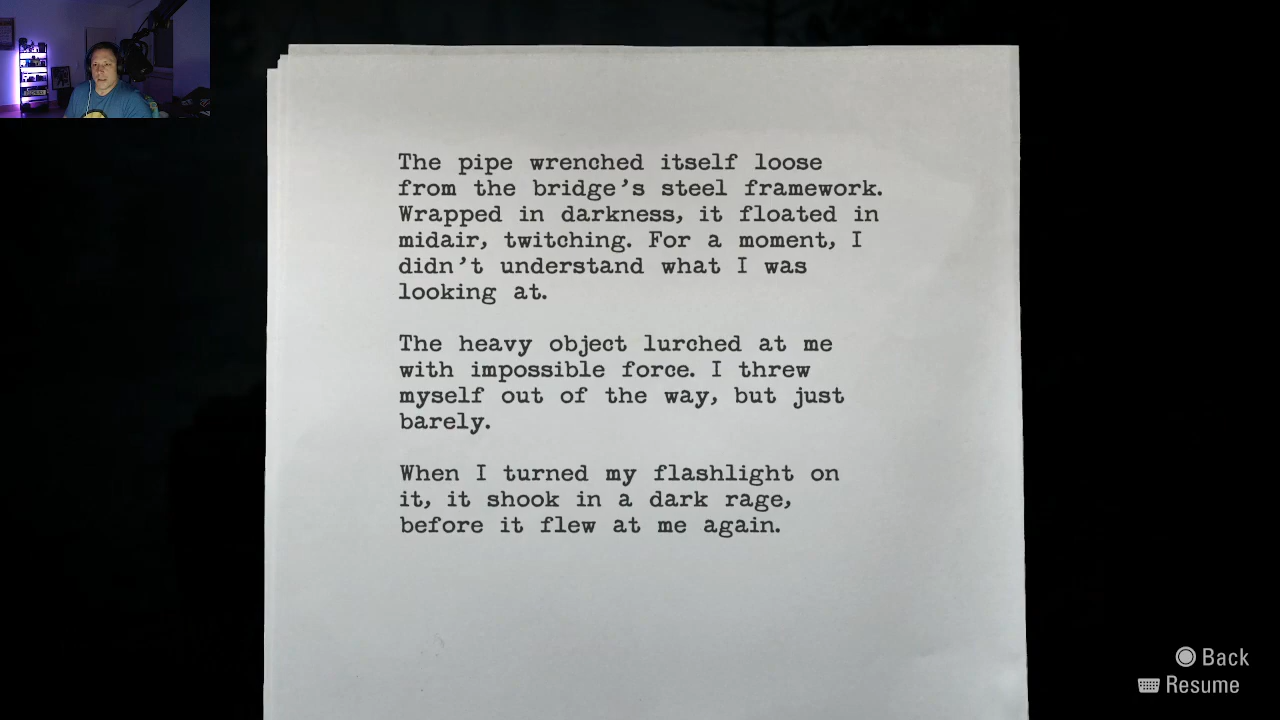 The pipe wrenched itself loose
from the bridge's steel framework.
Wrapped in darkness, it floated in
midair, twitching. For a moment, I
didn't understand what I was
looking at.
The heavy object lurched at me
with impossible force. I threw
myself out of the way, but just
barely.
When I turned my flashlight on
it, it shook in a dark rage,
before it flew at me again.
Back
Resume